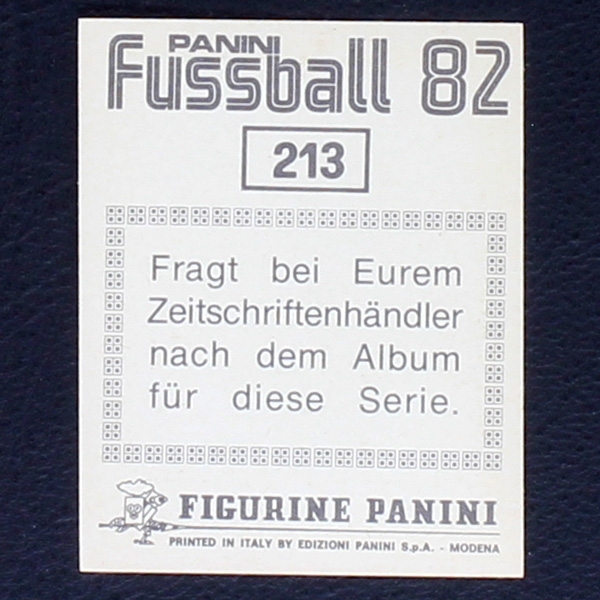 PANINI
Fussball 82
213
Fragt bei Eurem
Zeitschriftenhändler
nach dem Album
für diese Serie.
FIGURINE PANINI
PRINTED IN ITALY BY EDIZIONI PANINI S.p.A. - MODENA